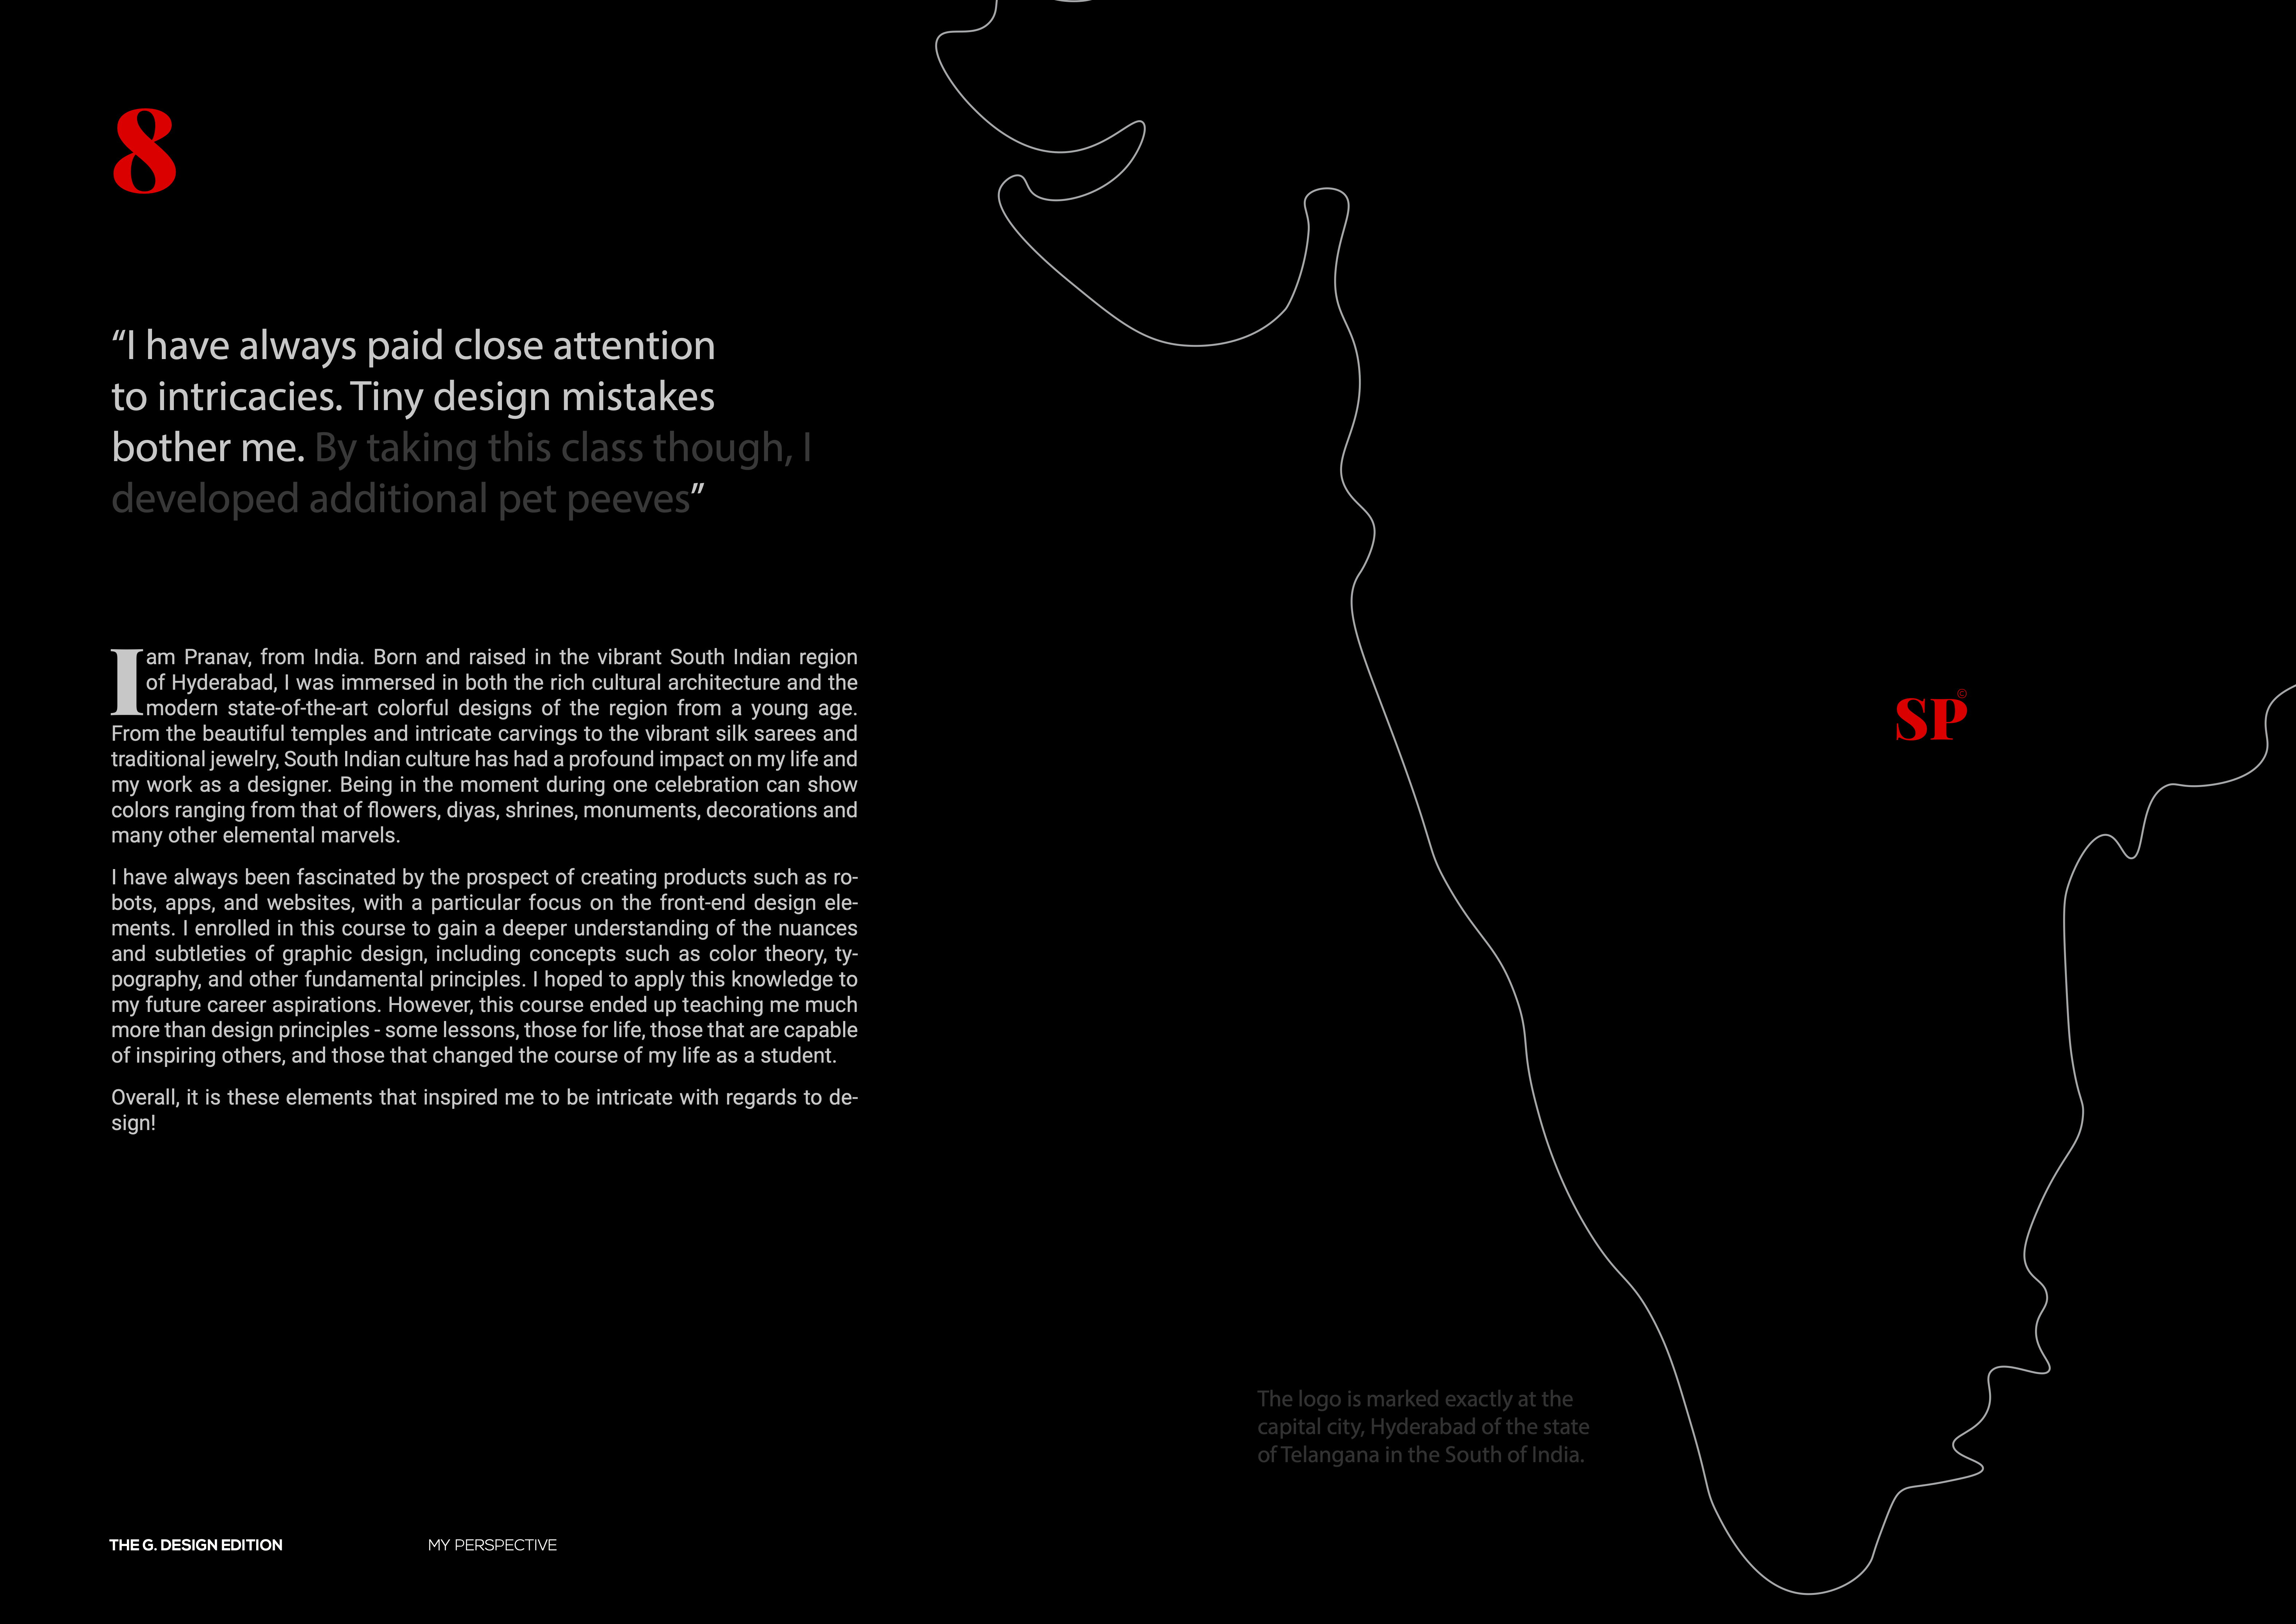 8
“I have always paid close attention
to intricacies. Tiny design mistakes
bother me. By taking this class though, I
developed additional pet peeves”
I am Pranav, from India. Born and raised in the vibrant South Indian region
of Hyderabad, I was immersed in both the rich cultural architecture and the
modern state-of-the-art colorful designs of the region from a young age.
From the beautiful temples and intricate carvings to the vibrant silk sarees and
traditional jewelry, South Indian culture has had a profound impact on my life and
my work as a designer. Being in the moment during one celebration can show
colors ranging from that of flowers, diyas, shrines, monuments, decorations and
many other elemental marvels.
I have always been fascinated by the prospect of creating products such as ro-
bots, apps, and websites, with a particular focus on the front-end design ele-
ments. I enrolled in this course to gain a deeper understanding of the nuances
and subtleties of graphic design, including concepts such as color theory, ty-
pography, and other fundamental principles. I hoped to apply this knowledge to
my future career aspirations. However, this course ended up teaching me much
more than design principles - some lessons, those for life, those that are capable
of inspiring others, and those that changed the course of my life as a student.
Overall, it is these elements that inspired me to be intricate with regards to de-
sign!
SP©
The logo is marked exactly at the
capital city, Hyderabad of the state
of Telangana in the South of India.
THE G. DESIGN EDITION
MY PERSPECTIVE